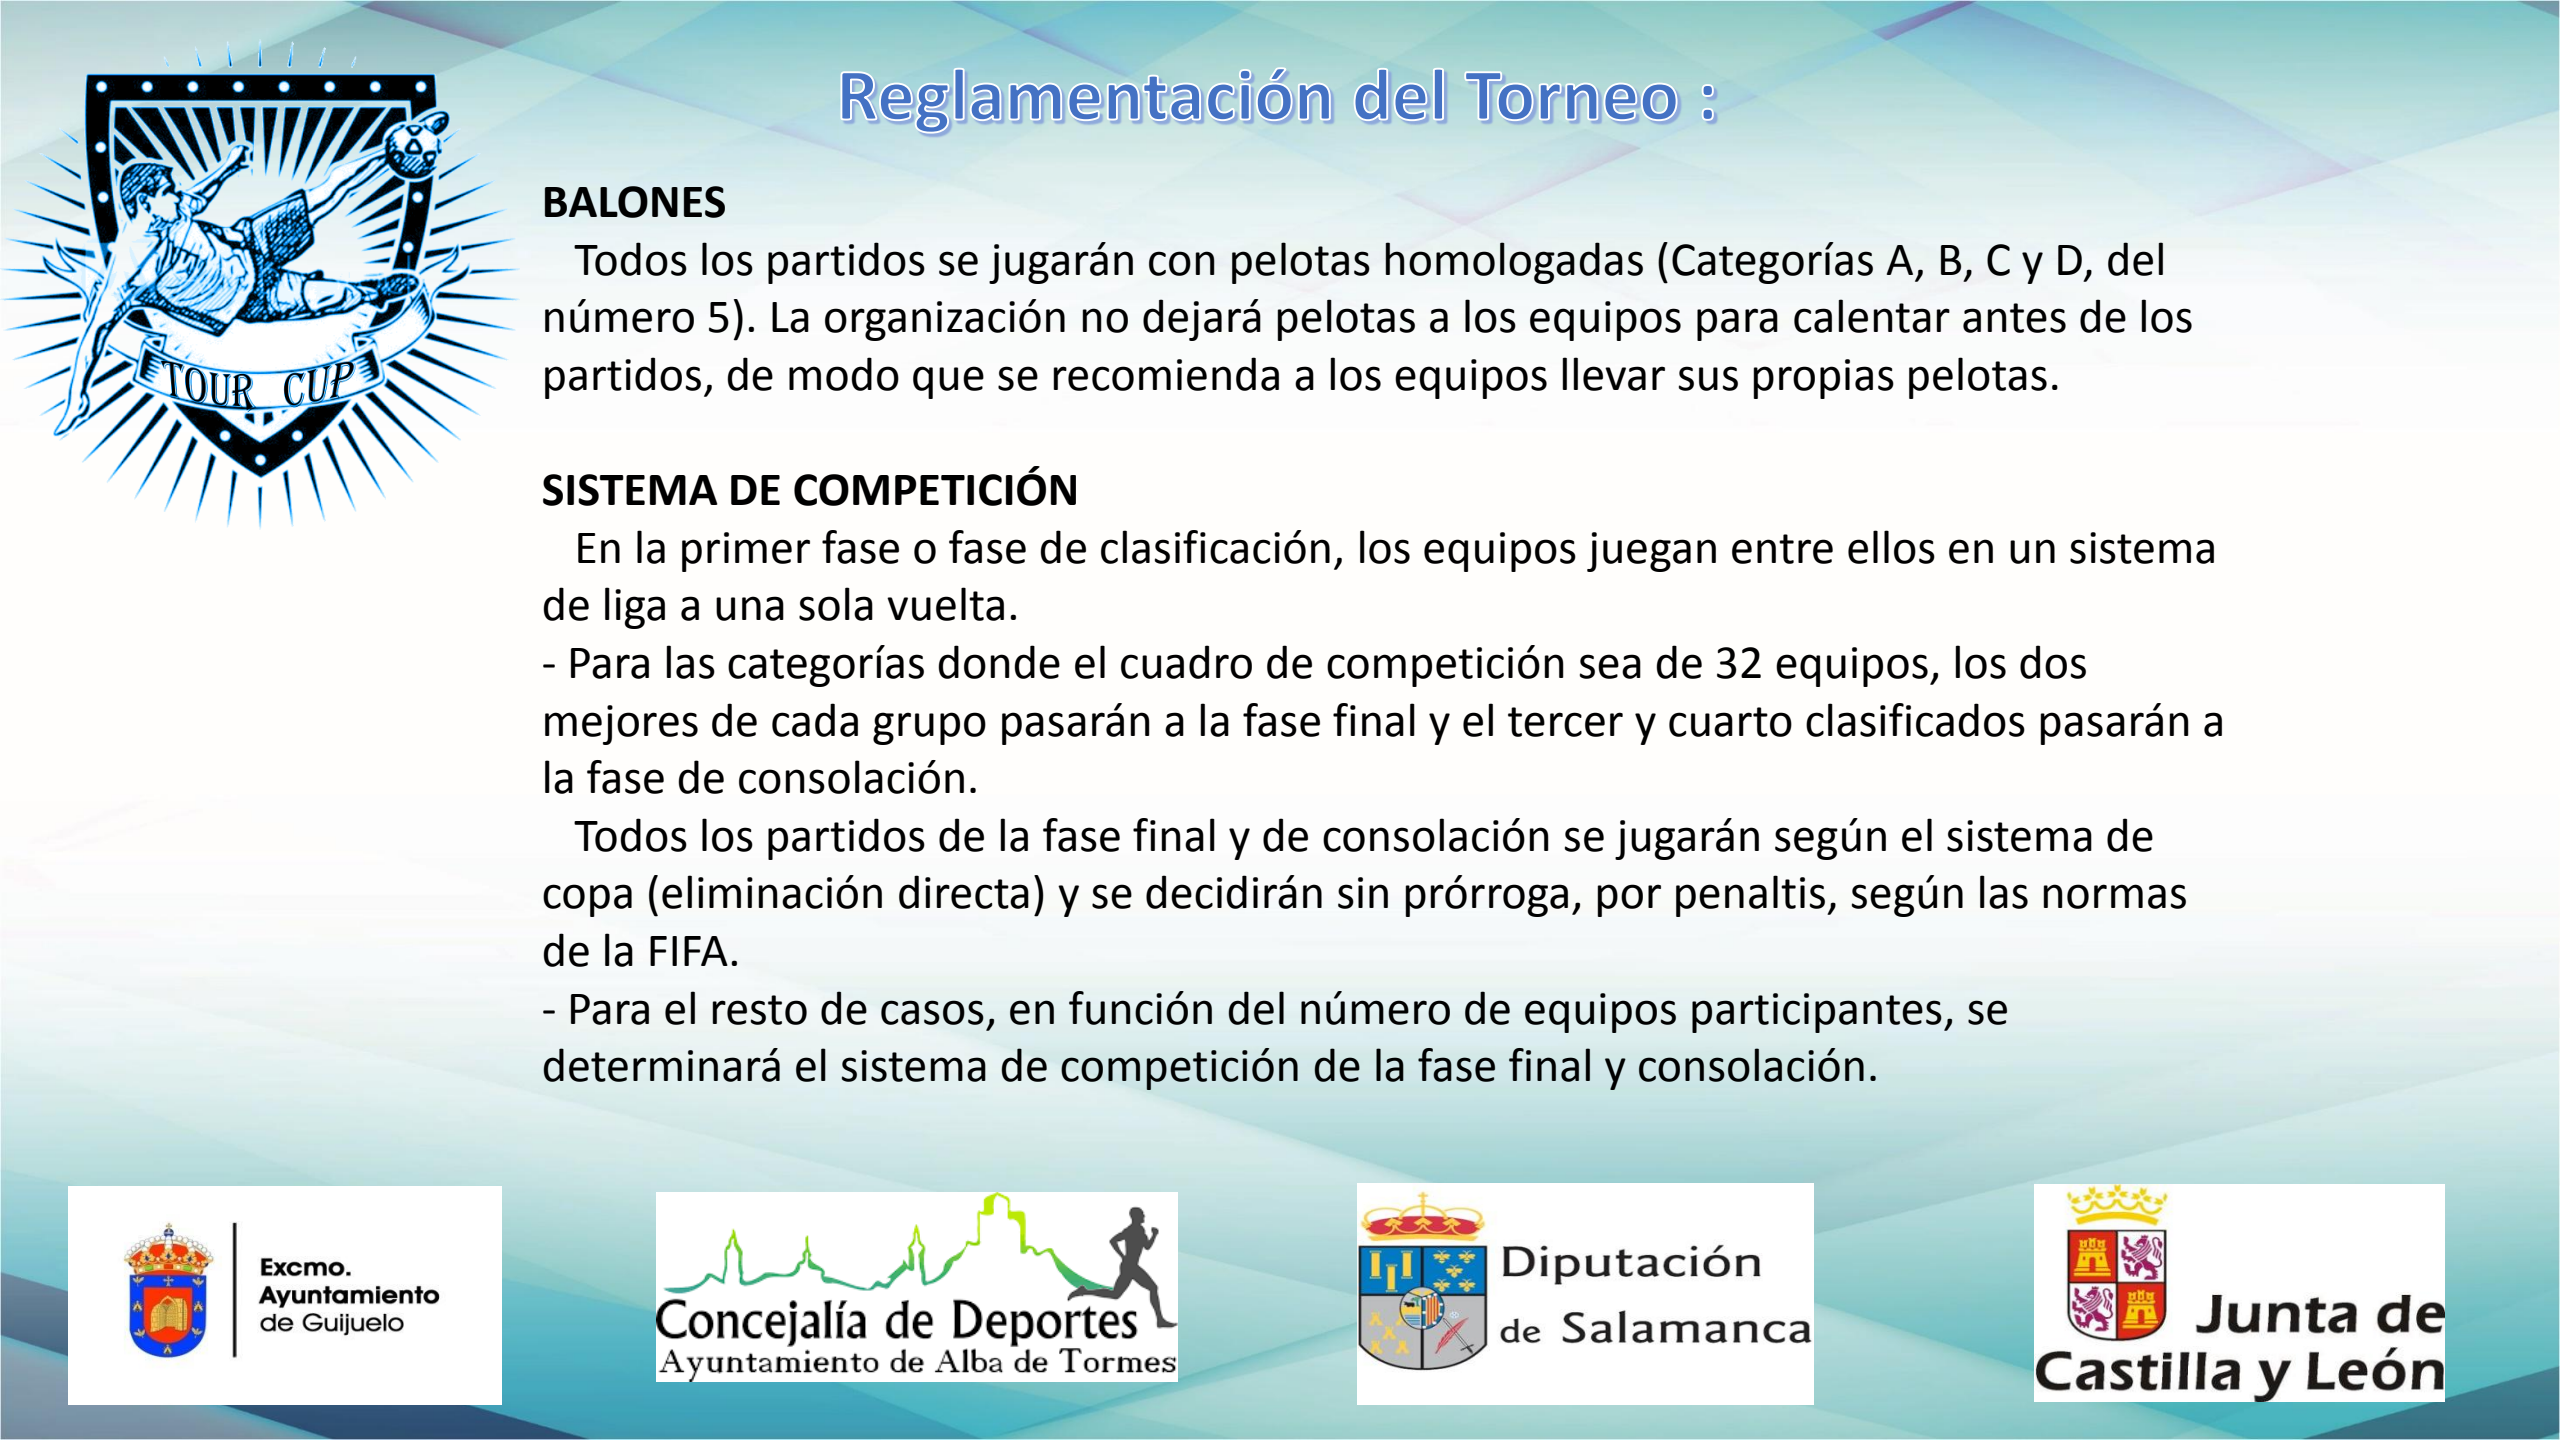 Reglamentación del Torneo :
TOUR CUP
BALONES
Todos los partidos se jugarán con pelotas homologadas (Categorías A, B, C y D, del
número 5). La organización no dejará pelotas a los equipos para calentar antes de los
partidos, de modo que se recomienda a los equipos llevar sus propias pelotas.
SISTEMA DE COMPETICIÓN
En la primer fase o fase de clasificación, los equipos juegan entre ellos en un sistema
de liga a una sola vuelta.
- Para las categorías donde el cuadro de competición sea de 32 equipos, los dos
mejores de cada grupo pasarán a la fase final y el tercer y cuarto clasificados pasarán a
la fase de consolación.
Todos los partidos de la fase final y de consolación se jugarán según el sistema de
copa (eliminación directa) y se decidirán sin prórroga, por penaltis, según las normas
de la FIFA.
- Para el resto de casos, en función del número de equipos participantes, se
determinará el sistema de competición de la fase final y consolación.
Excmo.
Ayuntamiento
de Guijuelo
Concejalía de Deportes
Ayuntamiento de Alba de Tormes
Diputación
de Salamanca
Junta de
Castilla y León